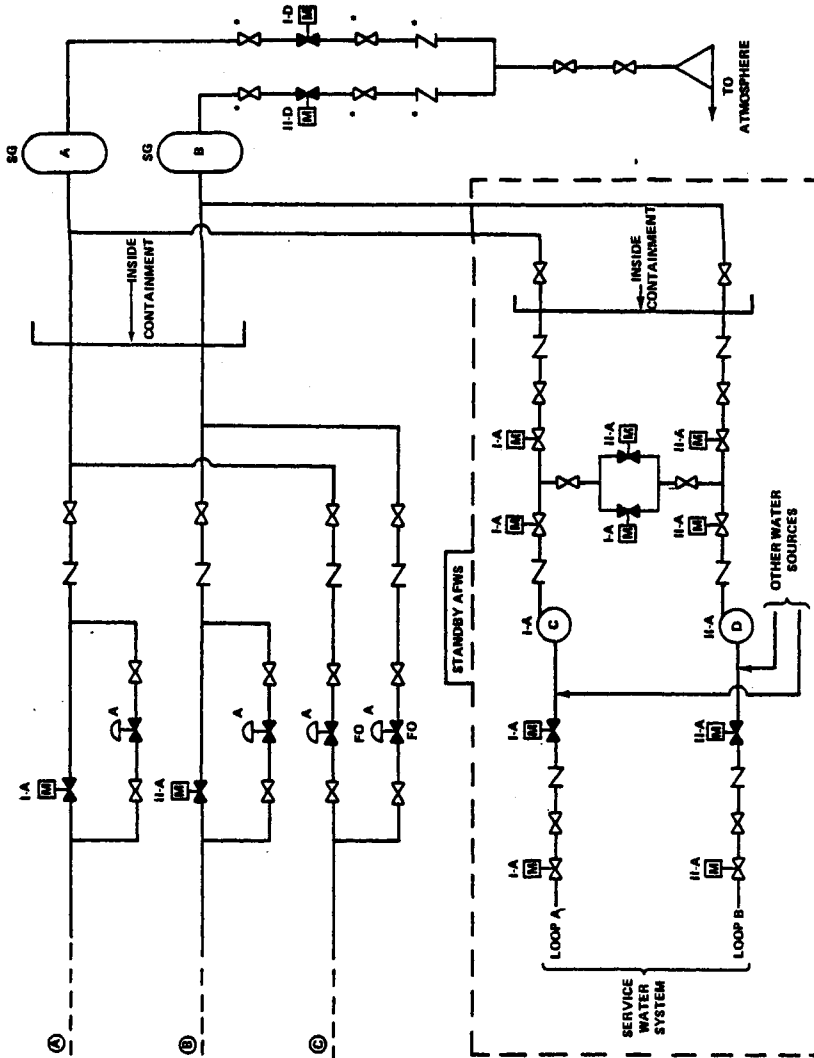 I-D
M
M
II-D
SG
A
SG
B
TO
ATMOSPHERE
INSIDE
CONTAINMENT
I-A
M
A
II-A
M
A
A
FO
A
FO
A
B
C
STANDBY AFWS
INSIDE
CONTAINMENT
I-A
M
I-A
M
II-A
M
I-A
M
II-A
M
II-A
M
I-A
C
II-A
D
OTHER WATER
SOURCES
I-A
M
I-A
M
II-A
M
II-A
M
LOOP A
LOOP B
SERVICE
WATER
SYSTEM